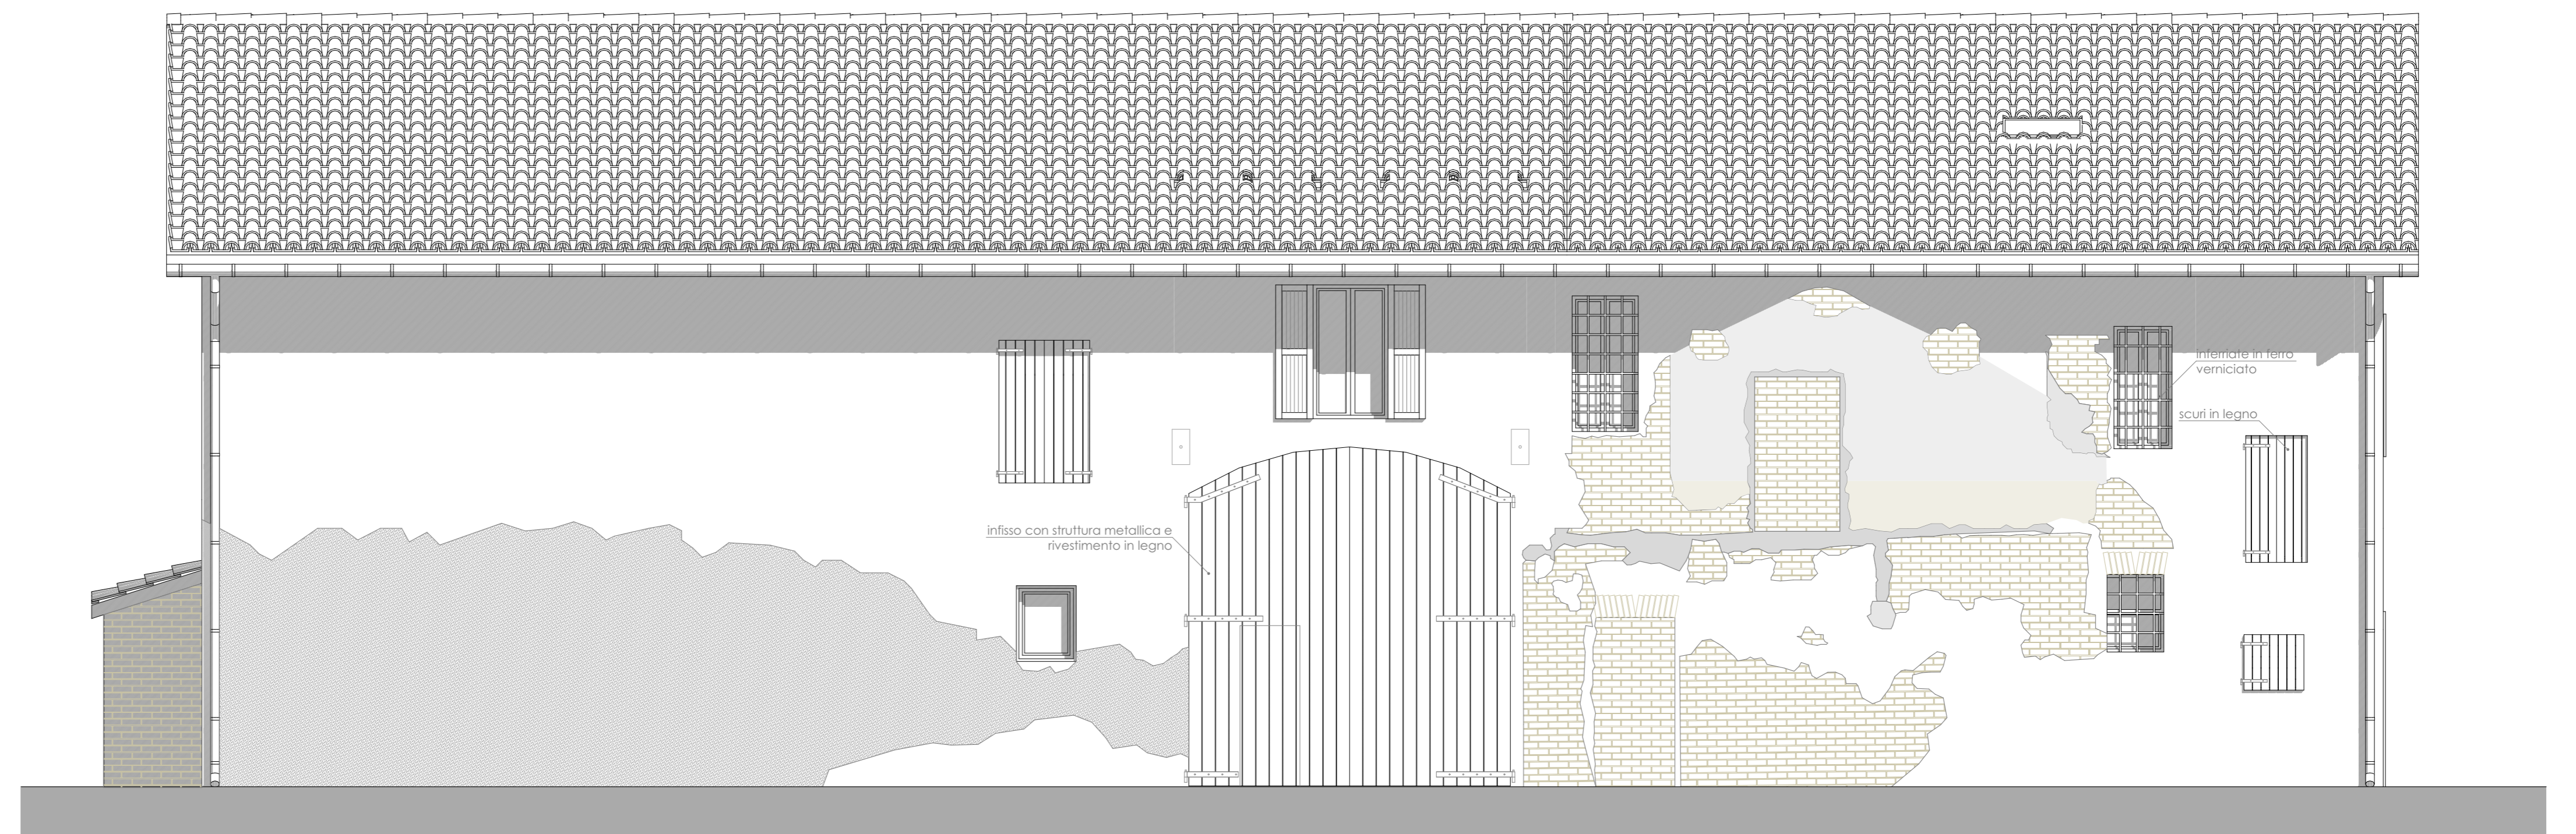 inferriate in ferro
verniciato
scuri in legno
infisso con struttura metallica e
rivestimento in legno